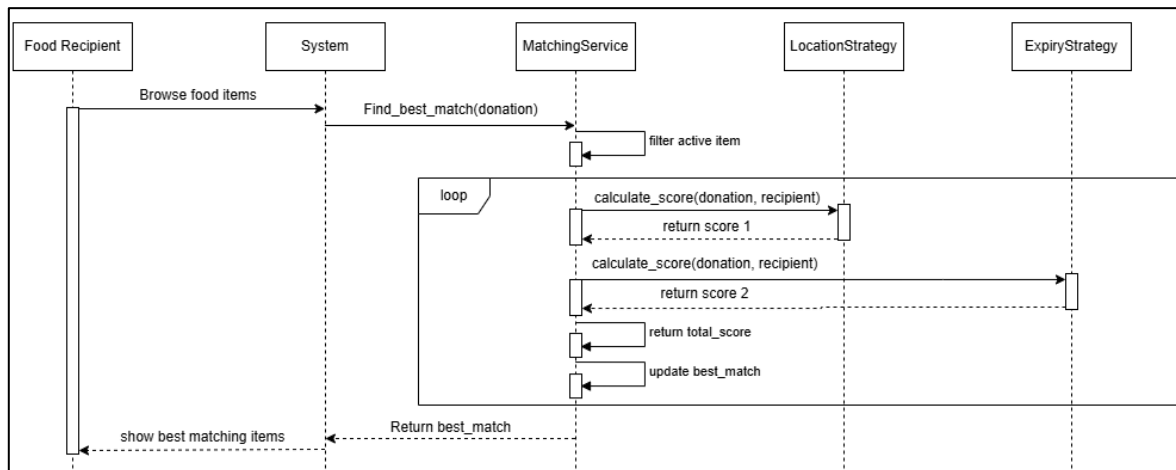 Food Recipient
System
MatchingService
LocationStrategy
ExpiryStrategy
Browse food items
Find_best_match(donation)
filter active item
loop
calculate_score(donation, recipient)
return score 1
calculate_score(donation, recipient)
return score 2
return total_score
update best_match
Return best_match
show best matching items